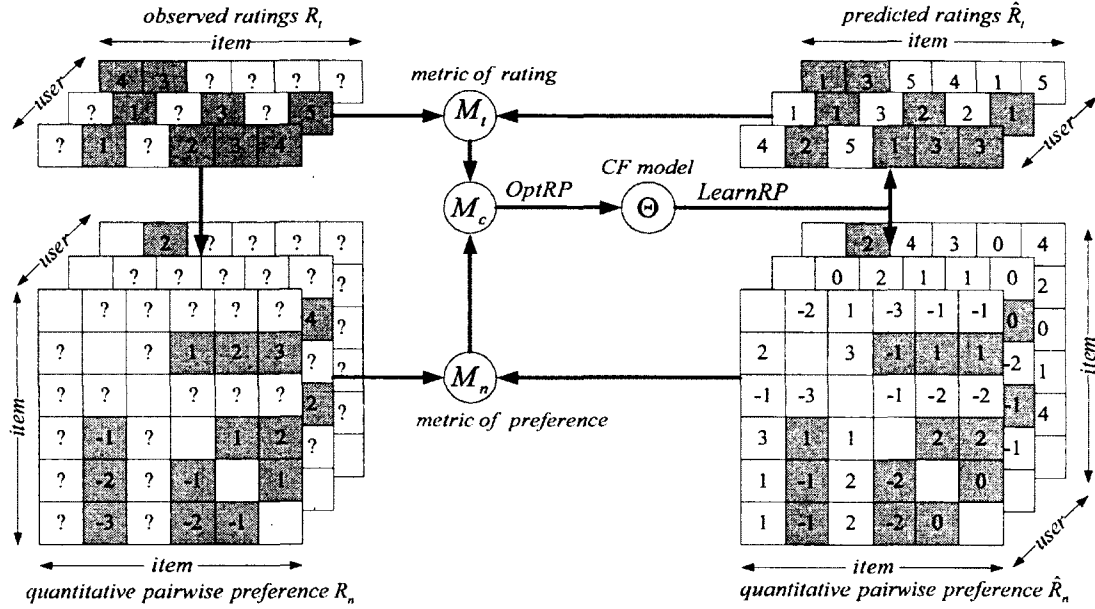 observed ratings R_t
item
user
4 3 ? ? ? ?
? 1 ? 3 ? 5
? 1 ? 2 3 4
metric of rating
M_t
M_c
OptRP
CF model
Θ
LearnRP
M_n
metric of preference
predicted ratings R̂_t
item
1 3 5 4 1 5
1 1 3 2 2 1
4 2 5 1 3 3
user
user
2 ? ? ? ?
? ? ? ? ? ?
? ? ? ? ? 4 ?
? ? 1 -2 -3 ?
? ? ? ? ? 2 ?
? -1 ? 1 2
? -2 ? -1 1
? -3 ? -2 -1
item
item
quantitative pairwise preference R_n
-2 4 3 0 4
0 2 1 1 0 2
-2 1 -3 -1 -1 0 0
2 3 -1 1 1 -2 1
-1 -3 -1 -2 -2 -1 4
3 1 1 2 2 -1
1 -1 2 -2 0
1 -1 2 -2 0
item
user
item
quantitative pairwise preference R̂_n